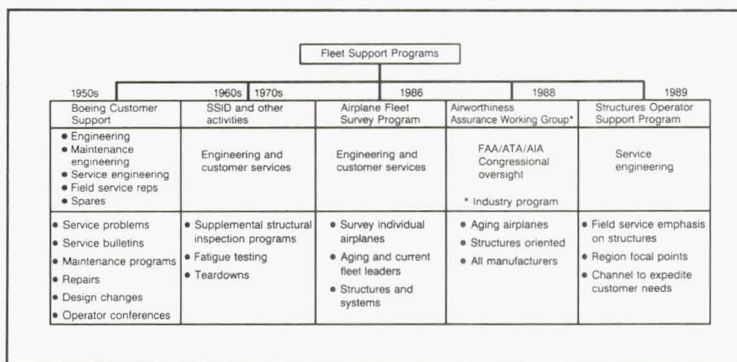 Fleet Support Programs
1950s
1960s 1970s
1986
1988
1989
Boeing Customer
Support
SSID and other
activities
Airplane Fleet
Survey Program
Airworthiness
Assurance Working Group*
Structures Operator
Support Program
• Engineering
• Maintenance
engineering
• Service engineering
• Field service reps
• Spares
Engineering and
customer services
Engineering and
customer services
FAA/ATA/AIA
Congressional
oversight
* Industry program
Service
engineering
• Service problems
• Service bulletins
• Maintenance programs
• Repairs
• Design changes
• Operator conferences
• Supplemental structural
inspection programs
• Fatigue testing
• Teardowns
• Survey individual
airplanes
• Aging and current
fleet leaders
• Structures and
systems
• Aging airplanes
• Structures oriented
• All manufacturers
• Field service emphasis
on structures
• Region focal points
• Channel to expedite
customer needs